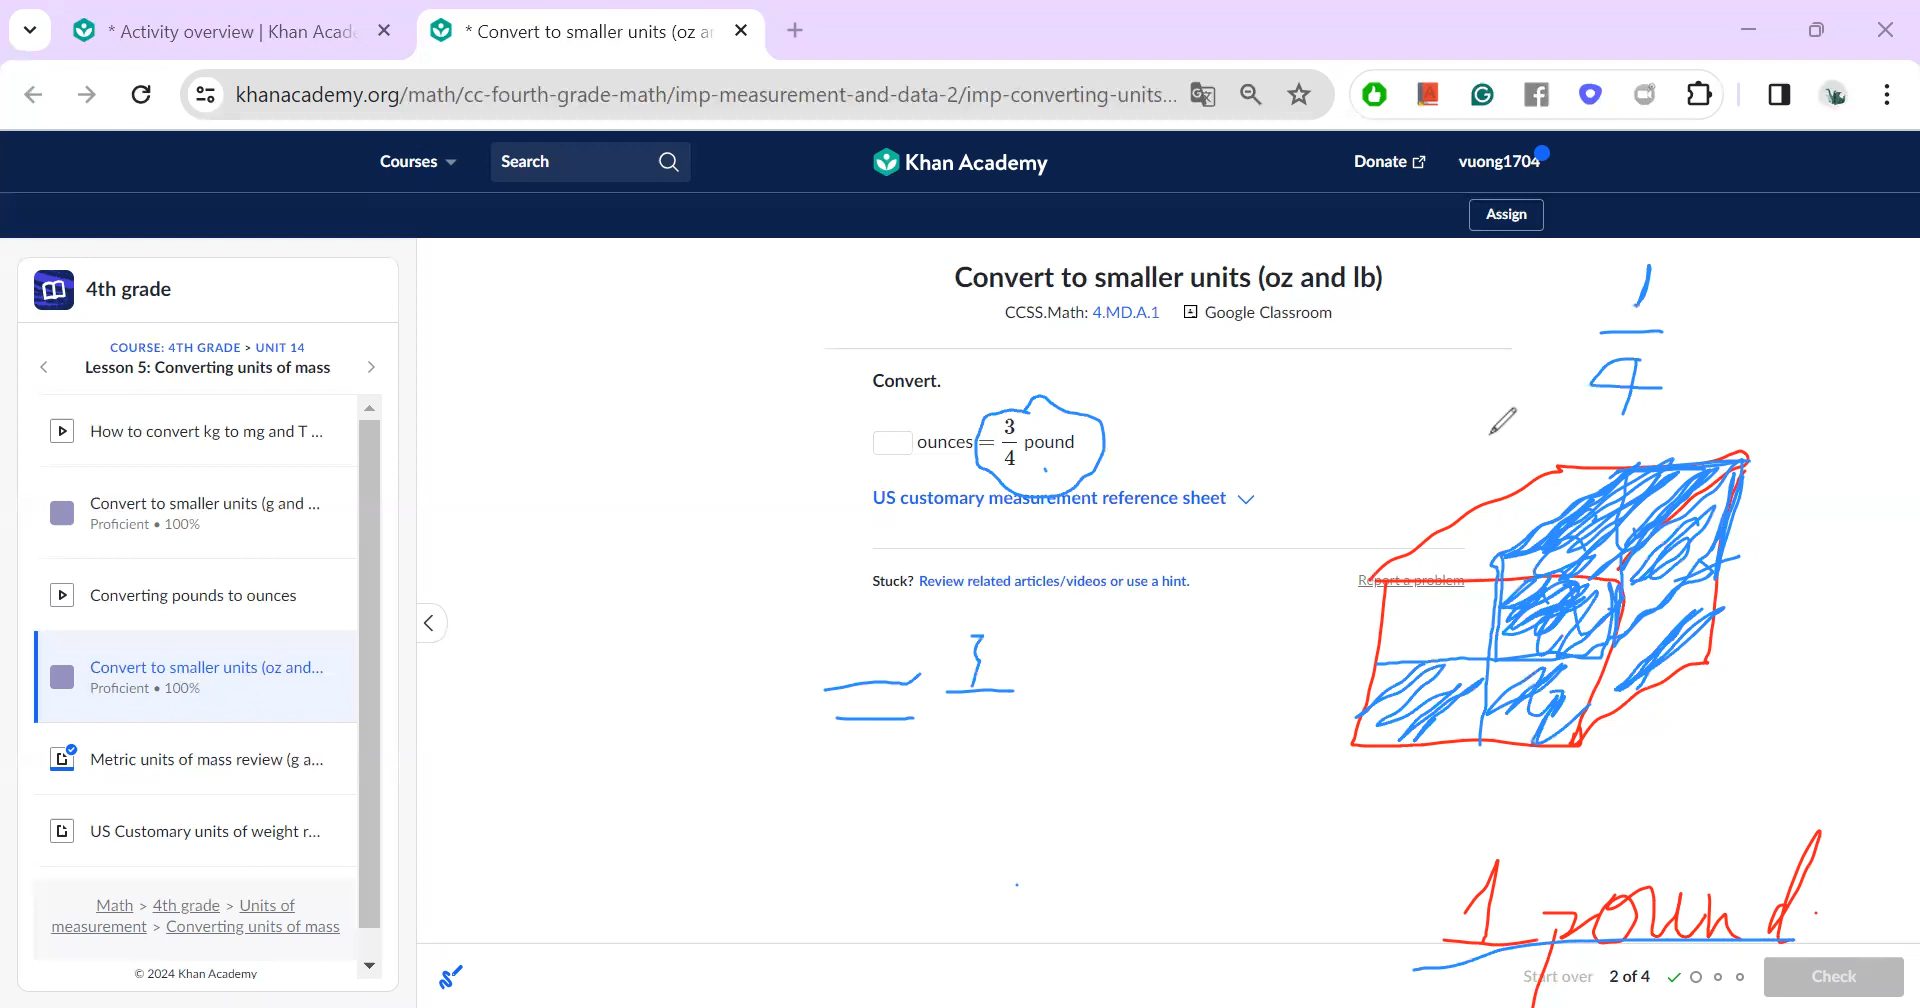 * Activity overview | Khan Acade
* Convert to smaller units (oz ar
khanacademy.org/math/cc-fourth-grade-math/imp-measurement-and-data-2/imp-converting-units...
Courses
Search
Khan Academy
Donate
vuong1704
Assign
4th grade
COURSE: 4TH GRADE > UNIT 14
Lesson 5: Converting units of mass
How to convert kg to mg and T ...
Convert to smaller units (g and ...
Proficient • 100%
Converting pounds to ounces
Convert to smaller units (oz and...
Proficient • 100%
Metric units of mass review (g a...
US Customary units of weight r...
Math > 4th grade > Units of
measurement > Converting units of mass
© 2024 Khan Academy
Convert to smaller units (oz and lb)
CCSS.Math: 4.MD.A.1
Google Classroom
Convert.
ounces = 3/4 pound
US customary measurement reference sheet
Stuck? Review related articles/videos or use a hint.
Report a problem
1
4
3
1 pound
Start over
2 of 4
Check